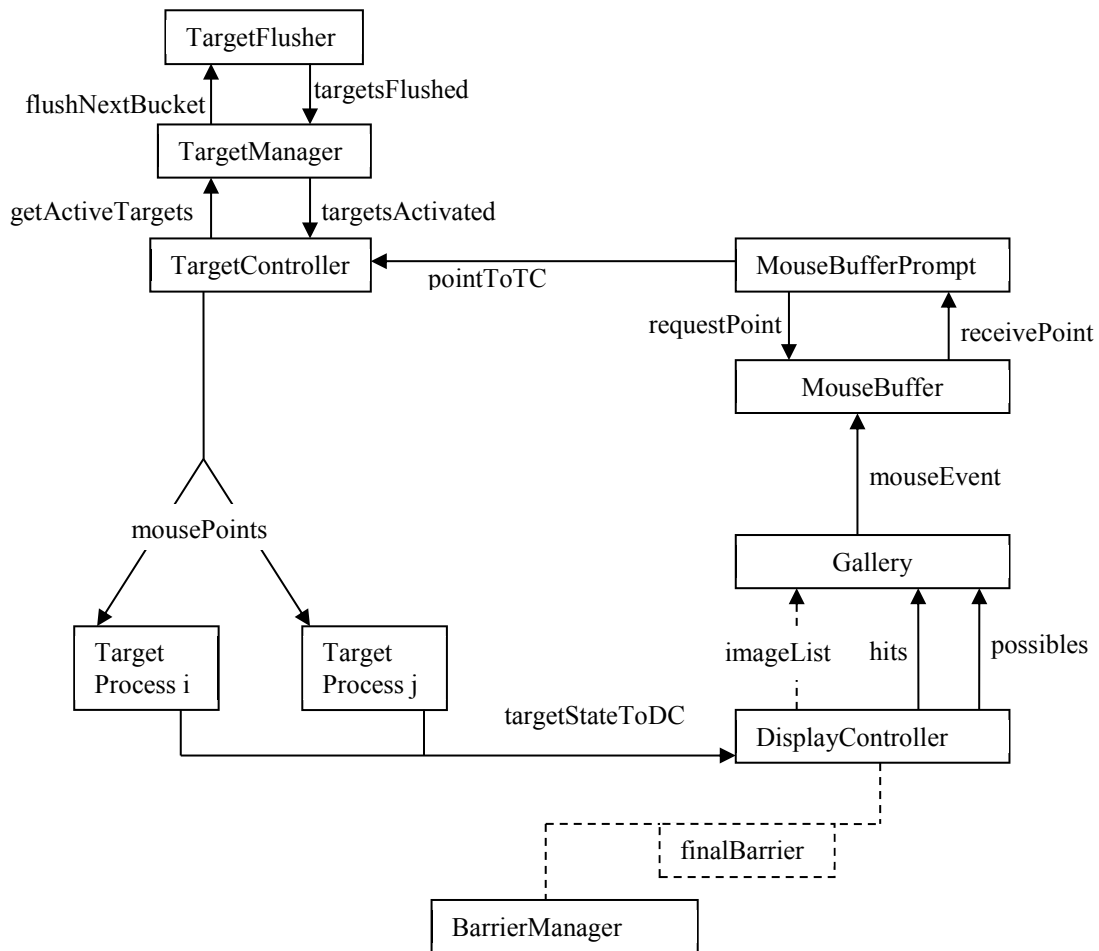 TargetFlusher
flushNextBucket
targetsFlushed
TargetManager
getActiveTargets
targetsActivated
TargetController
pointToTC
MouseBufferPrompt
requestPoint
receivePoint
MouseBuffer
mouseEvent
mousePoints
Gallery
Target
Process i
Target
Process j
imageList
hits
possibles
targetStateToDC
DisplayController
finalBarrier
BarrierManager